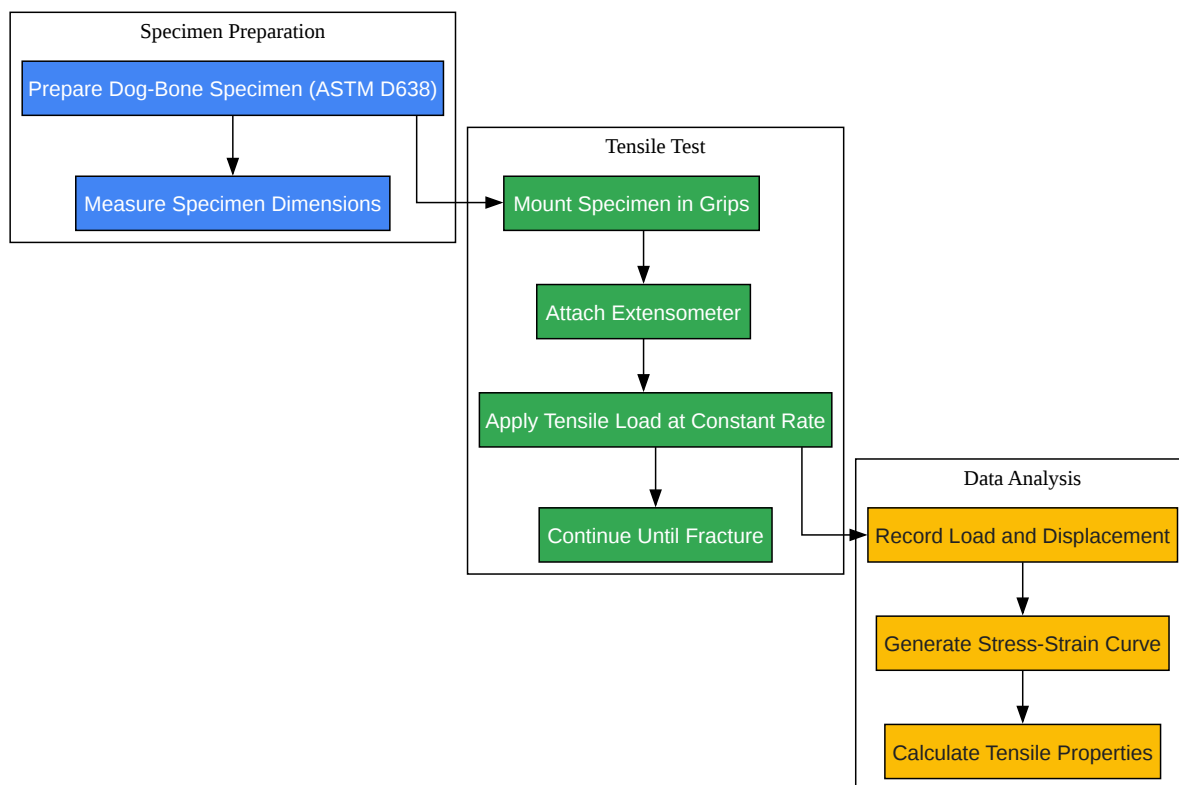 Specimen Preparation
Prepare Dog-Bone Specimen (ASTM D638)
Measure Specimen Dimensions
Tensile Test
Mount Specimen in Grips
Attach Extensometer
Apply Tensile Load at Constant Rate
Continue Until Fracture
Data Analysis
Record Load and Displacement
Generate Stress-Strain Curve
Calculate Tensile Properties